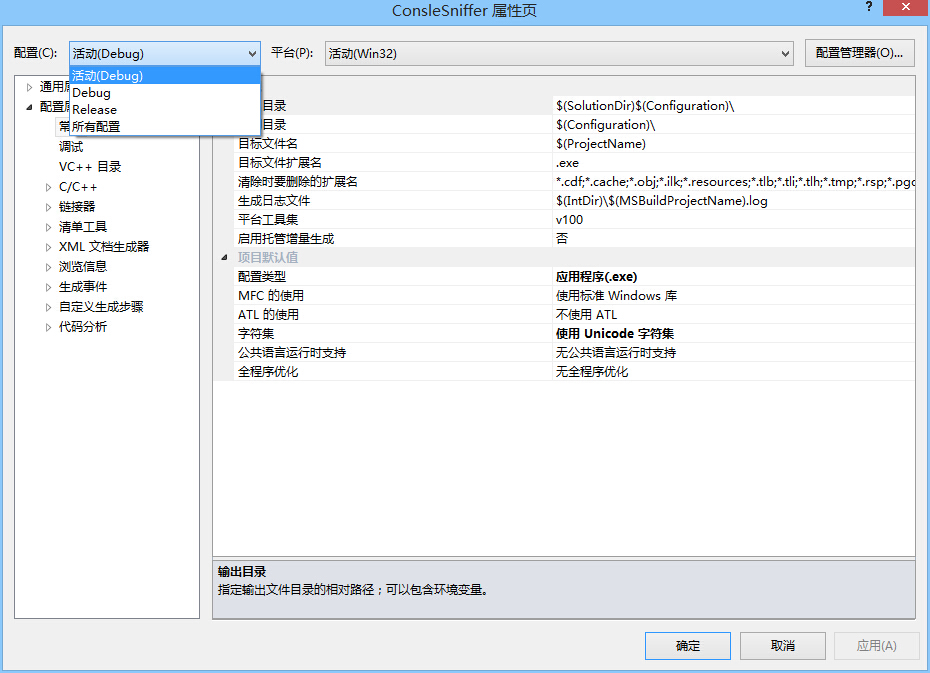 ConsleSniffer 属性页
?
配置(C):
活动(Debug)
平台(P):
活动(Win32)
配置管理器(O)...
活动(Debug)
Debug
Release
所有配置
通用
配置
常
调试
VC++ 目录
C/C++
链接器
清单工具
XML 文档生成器
浏览信息
生成事件
自定义生成步骤
代码分析
目录 $(SolutionDir)$(Configuration)\
目录 $(Configuration)\
目标文件名 $(ProjectName)
目标文件扩展名 .exe
清除时要删除的扩展名 *.cdf;*.cache;*.obj;*.ilk;*.resources;*.tlb;*.tli;*.tlh;*.tmp;*.rsp;*.pgc
生成日志文件 $(IntDir)\$(MSBuildProjectName).log
平台工具集 v100
启用托管增量生成 否
项目默认值
配置类型 应用程序(.exe)
MFC 的使用 使用标准 Windows 库
ATL 的使用 不使用 ATL
字符集 使用 Unicode 字符集
公共语言运行时支持 无公共语言运行时支持
全程序优化 无全程序优化
输出目录
指定输出文件目录的相对路径；可以包含环境变量。
确定
取消
应用(A)